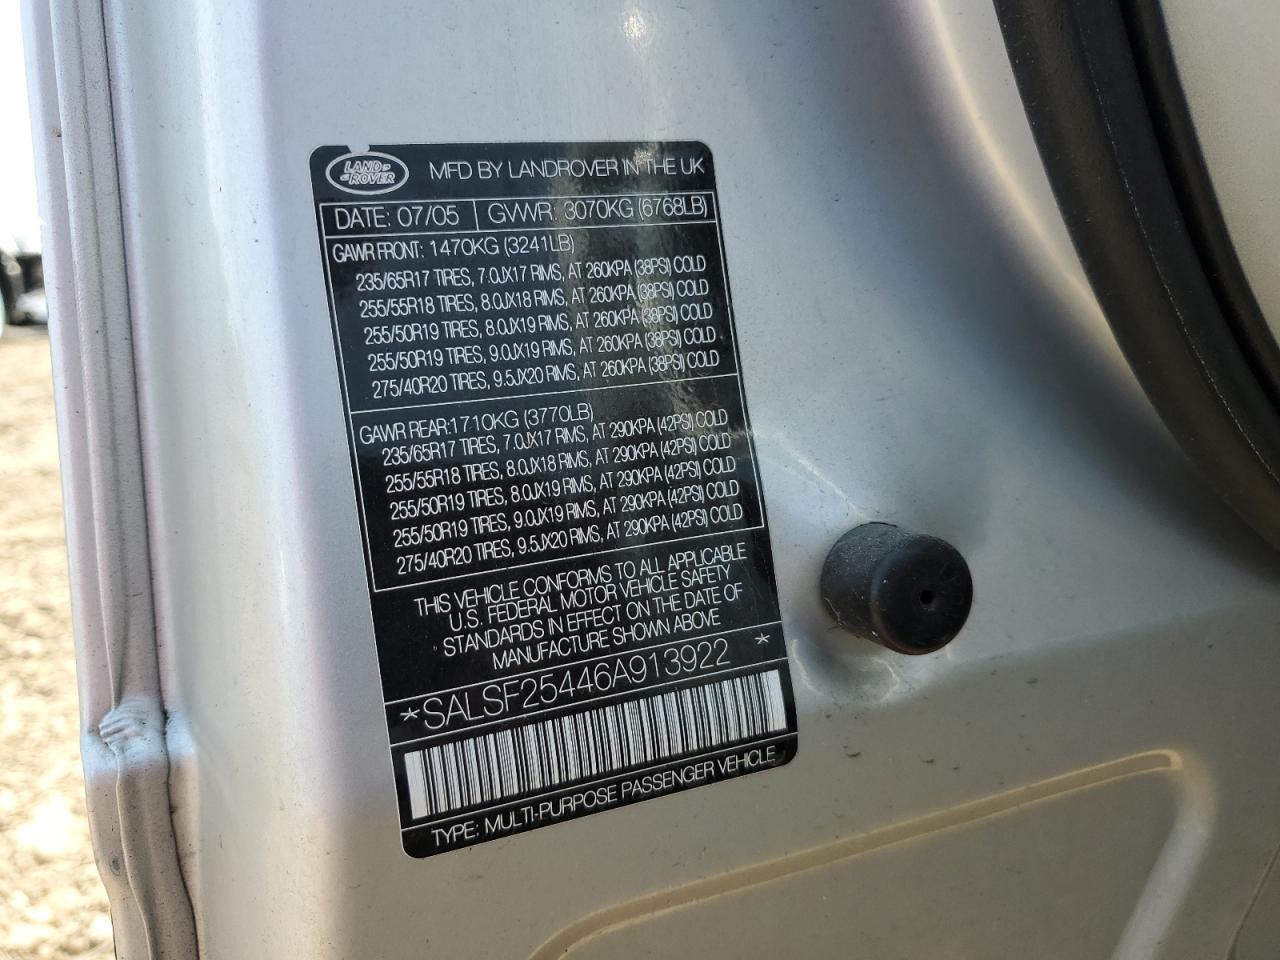 LAND ROVER MFD BY LANDROVER IN THE UK
DATE: 07/05 GVWR: 3070KG (6768LB)
GAWR FRONT: 1470KG (3241LB)
235/65R17 TIRES, 7.0JX17 RIMS, AT 260KPA (38PSI) COLD
255/55R18 TIRES, 8.0JX18 RIMS, AT 260KPA (38PSI) COLD
255/50R19 TIRES, 8.0JX19 RIMS, AT 260KPA (38PSI) COLD
255/50R19 TIRES, 9.0JX19 RIMS, AT 260KPA (38PSI) COLD
275/40R20 TIRES, 9.5JX20 RIMS, AT 260KPA (38PSI) COLD
GAWR REAR:1710KG (3770LB)
235/65R17 TIRES, 7.0JX17 RIMS, AT 290KPA (42PSI) COLD
255/55R18 TIRES, 8.0JX18 RIMS, AT 290KPA (42PSI) COLD
255/50R19 TIRES, 8.0JX19 RIMS, AT 290KPA (42PSI) COLD
255/50R19 TIRES, 9.0JX19 RIMS, AT 290KPA (42PSI) COLD
275/40R20 TIRES, 9.5JX20 RIMS, AT 290KPA (42PSI) COLD
THIS VEHICLE CONFORMS TO ALL APPLICABLE
U.S. FEDERAL MOTOR VEHICLE SAFETY
STANDARDS IN EFFECT ON THE DATE OF
MANUFACTURE SHOWN ABOVE
*SALSF25446A913922 *
TYPE: MULTI-PURPOSE PASSENGER VEHICLE